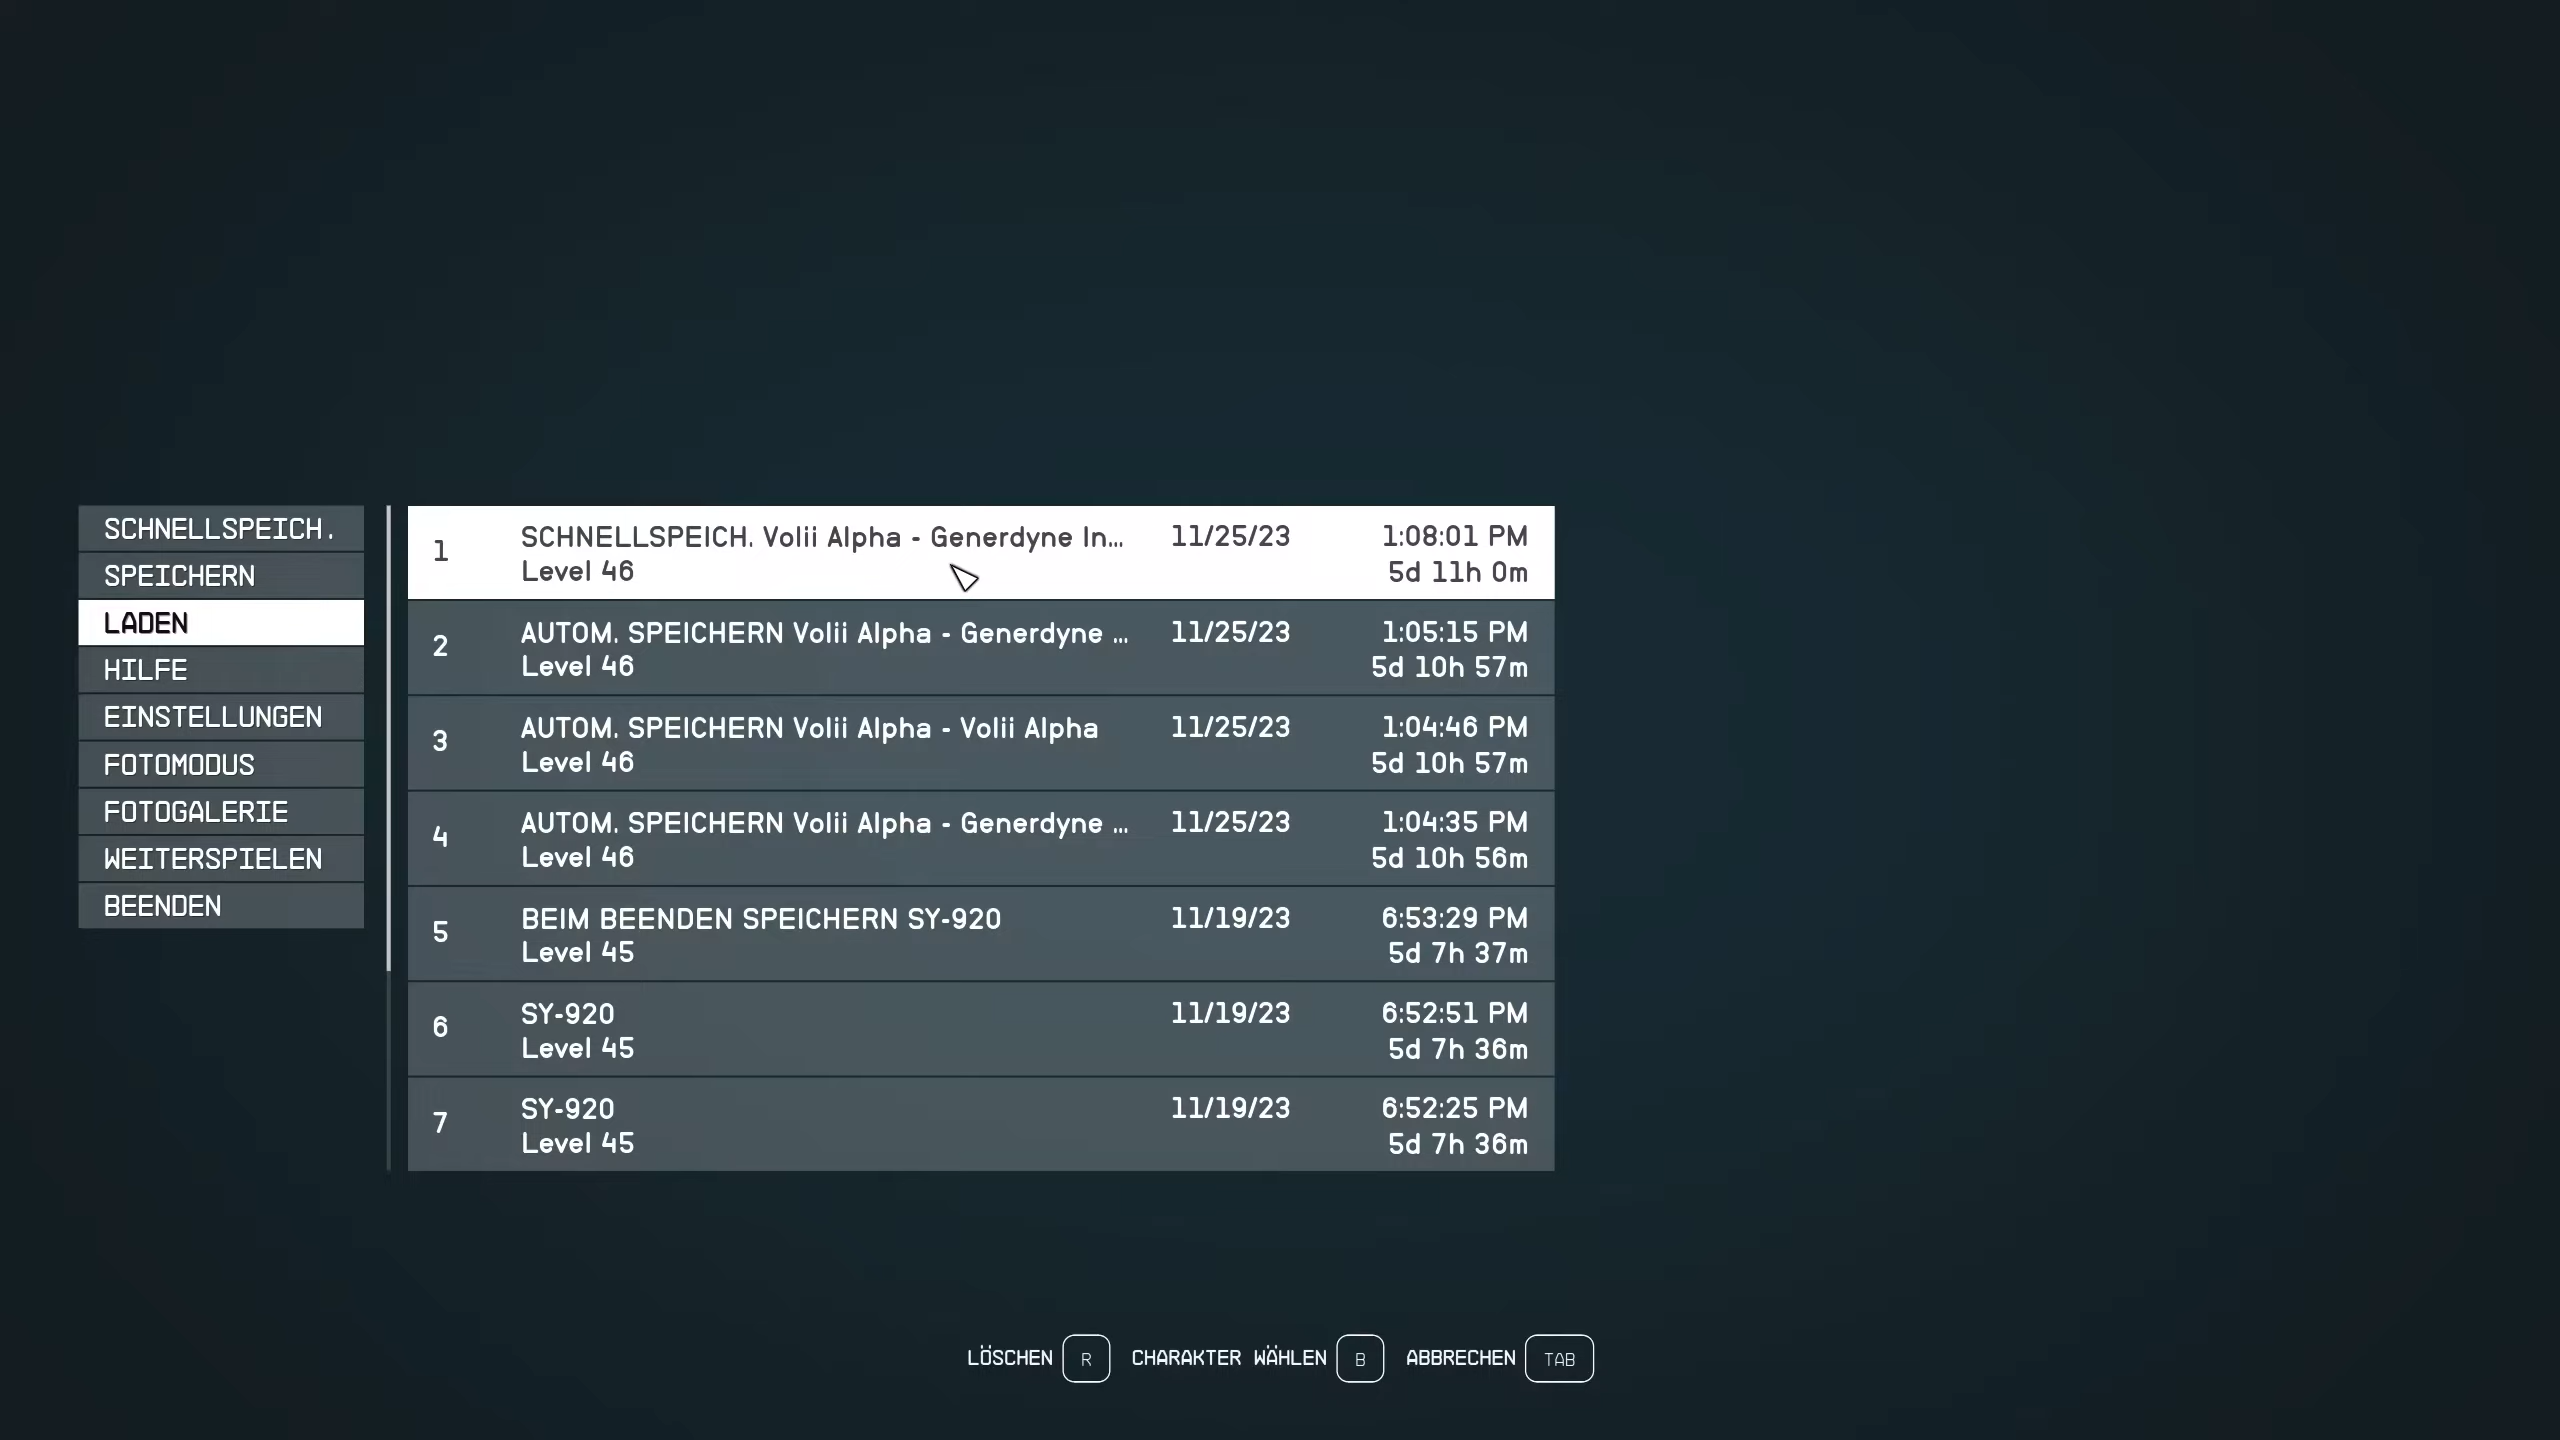 SCHNELLSPEICH.
SPEICHERN
LADEN
HILFE
EINSTELLUNGEN
FOTOMODUS
FOTOGALERIE
WEITERSPIELEN
BEENDEN
1 SCHNELLSPEICH. Volii Alpha - Generdyne In... 11/25/23 1:08:01 PM
Level 46 5d 11h 0m
2 AUTOM. SPEICHERN Volii Alpha - Generdyne ... 11/25/23 1:05:15 PM
Level 46 5d 10h 57m
3 AUTOM. SPEICHERN Volii Alpha - Volii Alpha 11/25/23 1:04:46 PM
Level 46 5d 10h 57m
4 AUTOM. SPEICHERN Volii Alpha - Generdyne ... 11/25/23 1:04:35 PM
Level 46 5d 10h 56m
5 BEIM BEENDEN SPEICHERN SY-920 11/19/23 6:53:29 PM
Level 45 5d 7h 37m
6 SY-920 11/19/23 6:52:51 PM
Level 45 5d 7h 36m
7 SY-920 11/19/23 6:52:25 PM
Level 45 5d 7h 36m
LÖSCHEN R CHARAKTER WÄHLEN B ABBRECHEN TAB